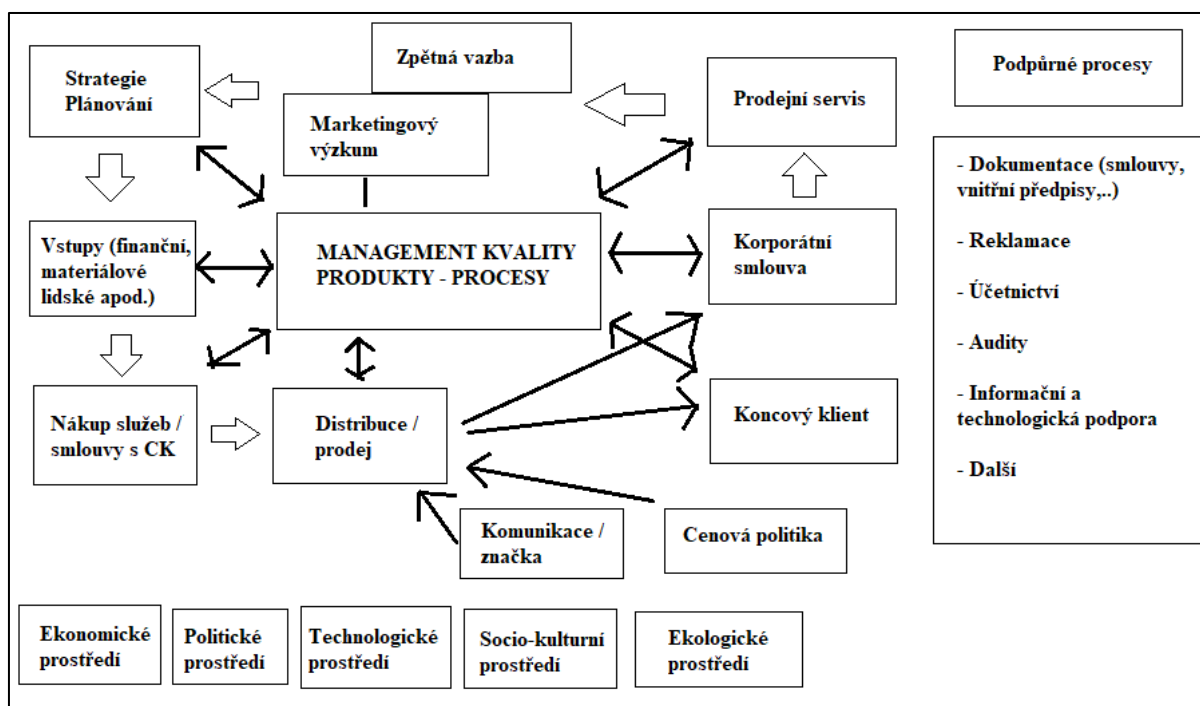 Zpětná vazba
Strategie
Plánování
Marketingový
výzkum
Prodejní servis
Podpůrné procesy
- Dokumentace (smlouvy,
vnitřní předpisy,..)
- Reklamace
- Účetnictví
- Audity
- Informační a
technologická podpora
- Další
Vstupy (finanční,
materiálové
lidské apod.)
MANAGEMENT KVALITY
PRODUKTY - PROCESY
Korporátní
smlouva
Nákup služeb /
smlouvy s CK
Distribuce /
prodej
Koncový klient
Komunikace /
značka
Cenová politika
Ekonomické
prostředí
Politické
prostředí
Technologické
prostředí
Socio-kulturní
prostředí
Ekologické
prostředí